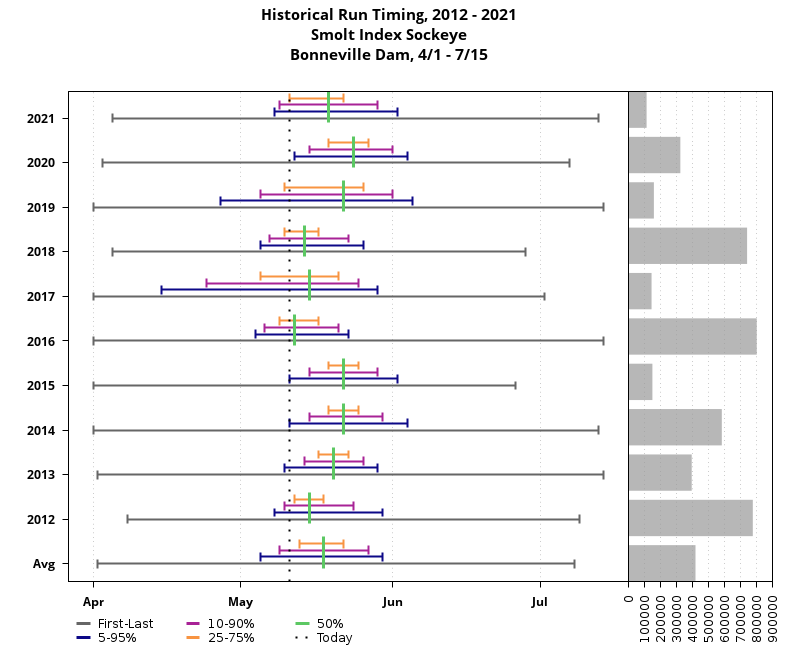 Historical Run Timing, 2012 - 2021
Smolt Index Sockeye
Bonneville Dam, 4/1 - 7/15
2021
2020
2019
2018
2017
2016
2015
2014
2013
2012
Avg
Apr May Jun Jul
0 100000 200000 300000 400000 500000 600000 700000 800000 900000
First-Last 10-90% 50%
5-95% 25-75% Today